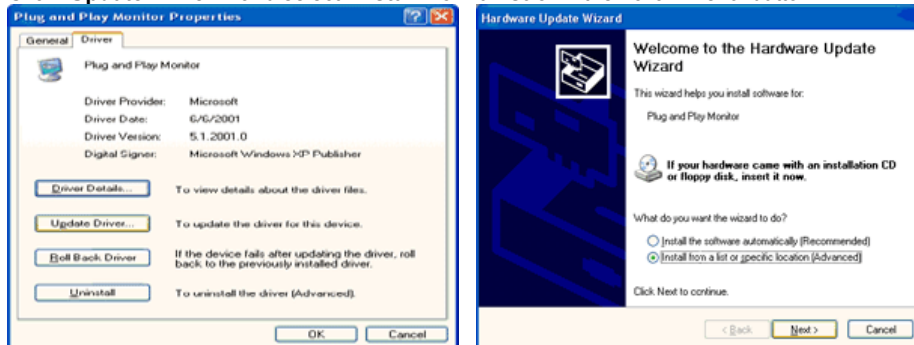 Plug and Play Monitor Properties
General Driver
Plug and Play Monitor
Driver Provider: Microsoft
Driver Date: 6/6/2001
Driver Version: 5.1.2001.0
Digital Signer: Microsoft Windows XP Publisher
Driver Details... To view details about the driver files.
Update Driver... To update the driver for this device.
Roll Back Driver If the device fails after updating the driver, roll
back to the previously installed driver.
Uninstall To uninstall the driver (Advanced).
OK Cancel
Hardware Update Wizard
Welcome to the Hardware Update
Wizard
This wizard helps you install software for:
Plug and Play Monitor
If your hardware came with an installation CD
or floppy disk, insert it now.
What do you want the wizard to do?
Install the software automatically (Recommended)
Install from a list or specific location (Advanced)
Click Next to continue.
< Back Next > Cancel